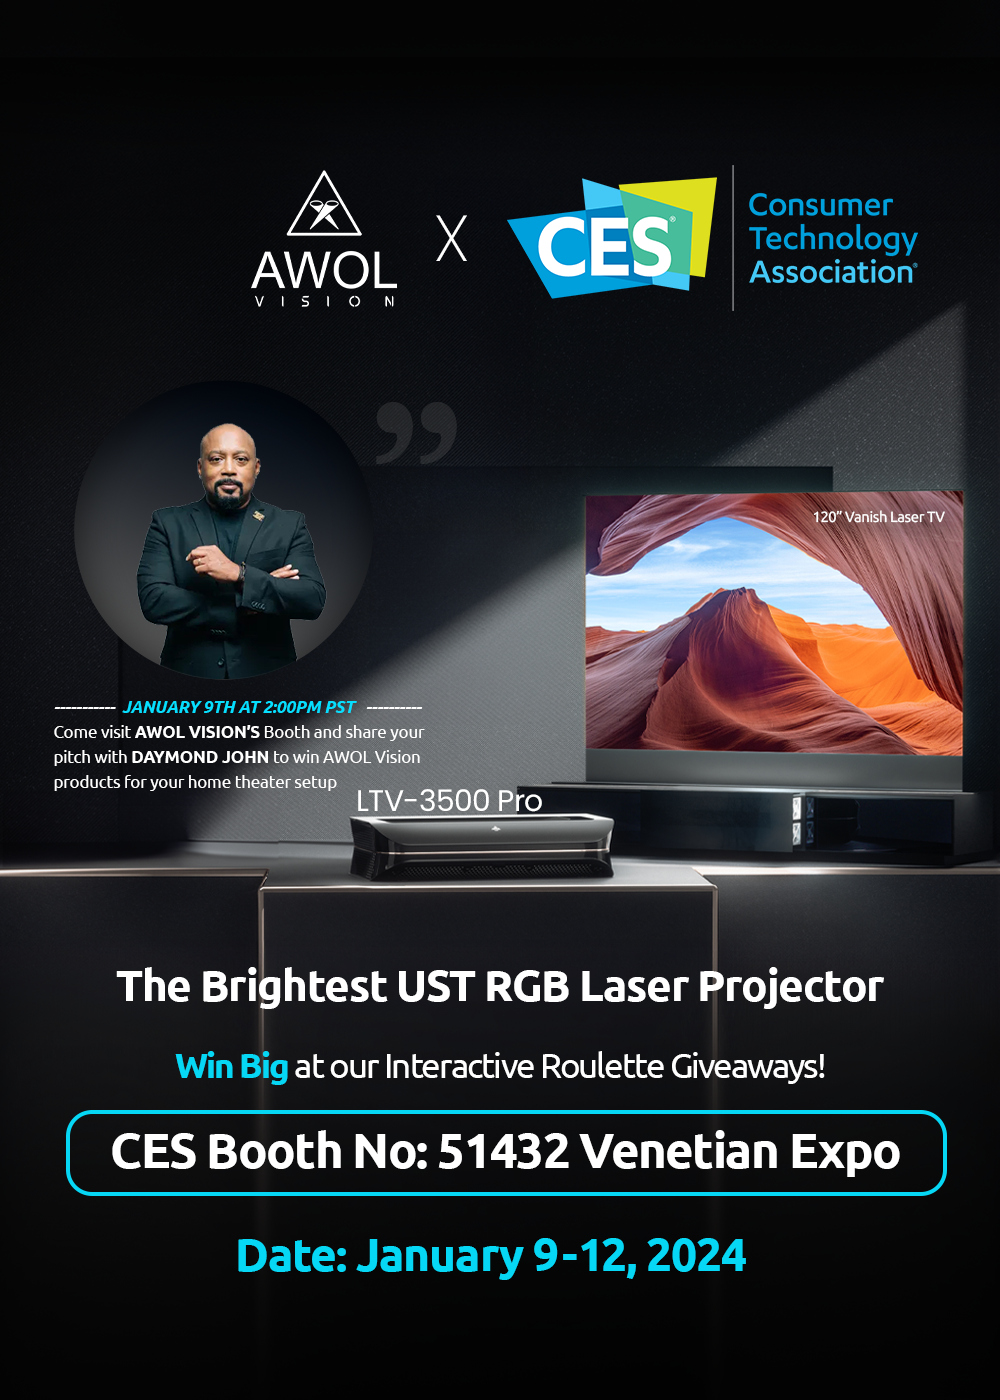 AWOL
VISION
X
CES®
Consumer
Technology
Association®
”
120” Vanish Laser TV
----------- JANUARY 9TH AT 2:00PM PST ----------
Come visit AWOL VISION’S Booth and share your
pitch with DAYMOND JOHN to win AWOL Vision
products for your home theater setup
LTV-3500 Pro
The Brightest UST RGB Laser Projector
Win Big at our Interactive Roulette Giveaways!
CES Booth No: 51432 Venetian Expo
Date: January 9-12, 2024